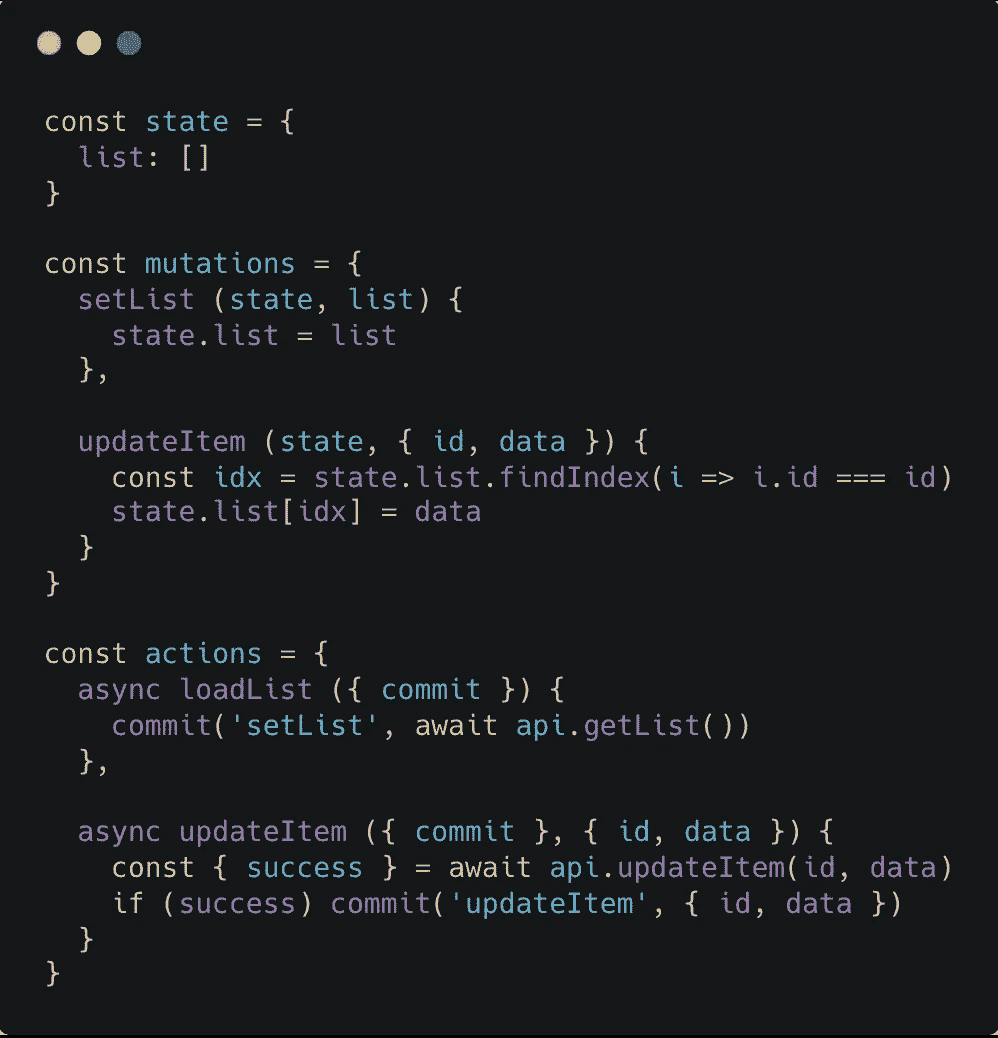 const state = {
  list: []
}

const mutations = {
  setList (state, list) {
    state.list = list
  },

  updateItem (state, { id, data }) {
    const idx = state.list.findIndex(i => i.id === id)
    state.list[idx] = data
  }
}

const actions = {
  async loadList ({ commit }) {
    commit('setList', await api.getList())
  },

  async updateItem ({ commit }, { id, data }) {
    const { success } = await api.updateItem(id, data)
    if (success) commit('updateItem', { id, data })
  }
}